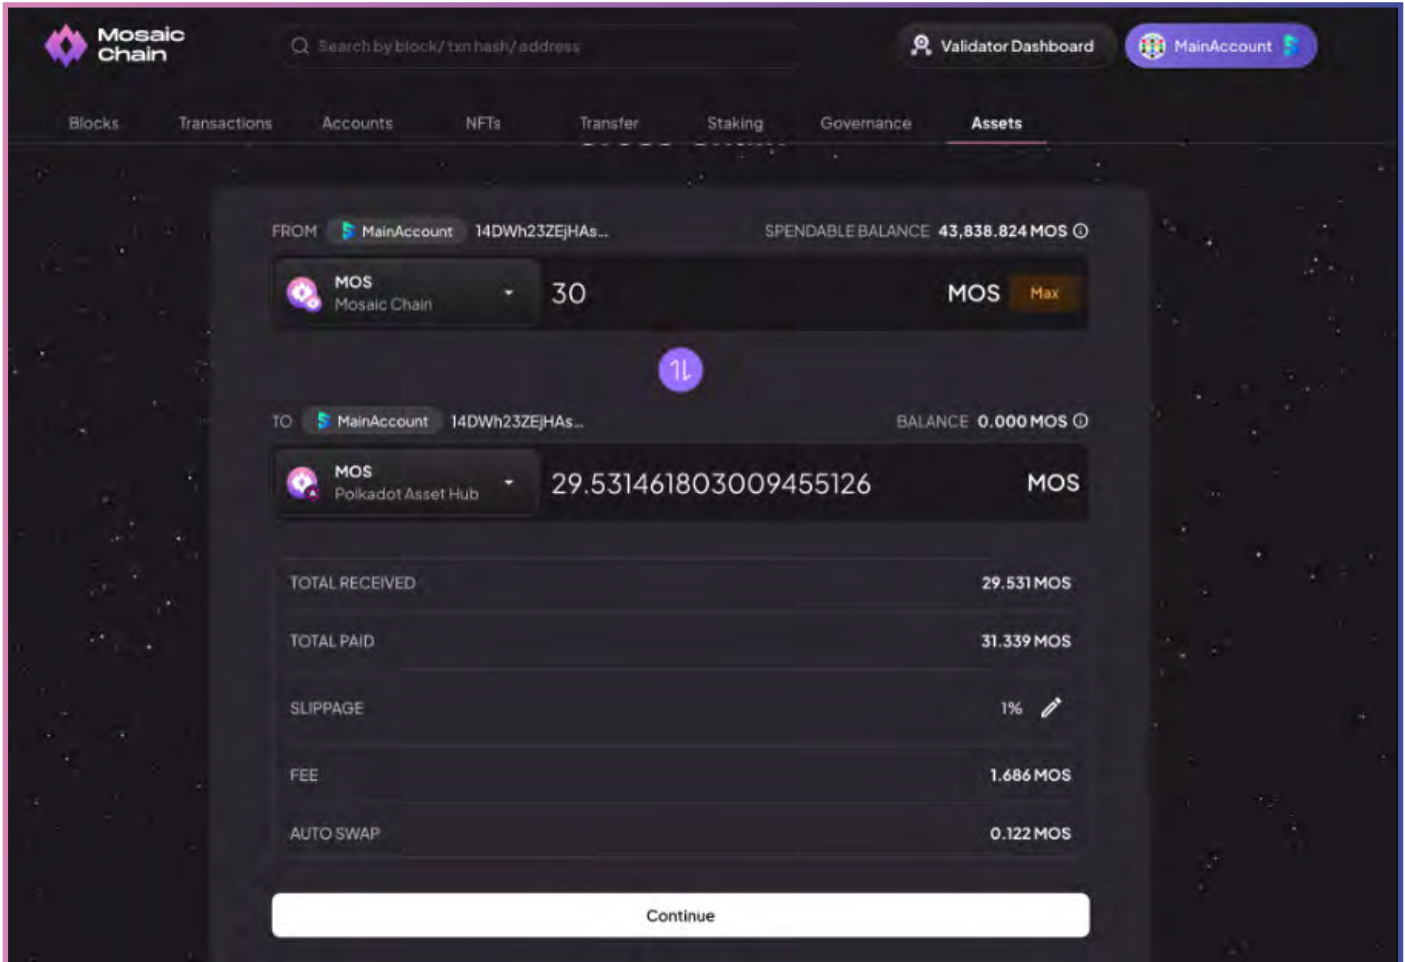 Mosaic
Chain
Search by block/ txn hash/ address
Validator Dashboard
MainAccount
Blocks Transactions Accounts NFTs Transfer Staking Governance Assets
FROM MainAccount 14DWh23ZEjHAs... SPENDABLE BALANCE 43,838.824 MOS
MOS
Mosaic Chain
30
MOS
Max
TO MainAccount 14DWh23ZEjHAs... BALANCE 0.000 MOS
MOS
Polkadot Asset Hub
29.531461803009455126
MOS
TOTAL RECEIVED 29.531 MOS
TOTAL PAID 31.339 MOS
SLIPPAGE 1%
FEE 1.686 MOS
AUTO SWAP 0.122 MOS
Continue